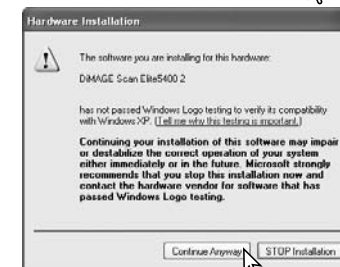 Hardware Installation
The software you are installing for this hardware:
DiMAGE Scan Elite5400 2
has not passed Windows Logo testing to verify its compatibility
with Windows XP. (Tell me why this testing is important.)
Continuing your installation of this software may impair
or destabilize the correct operation of your system
either immediately or in the future. Microsoft strongly
recommends that you stop this installation now and
contact the hardware vendor for software that has
passed Windows Logo testing.
Continue Anyway
STOP Installation